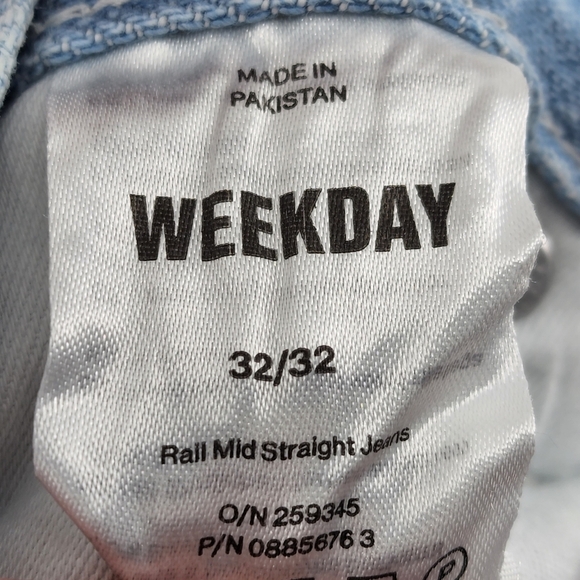 MADE IN
PAKISTAN
WEEKDAY
32/32
Rail Mid Straight Jeans
O/N 259345
P/N 0885676 3
P